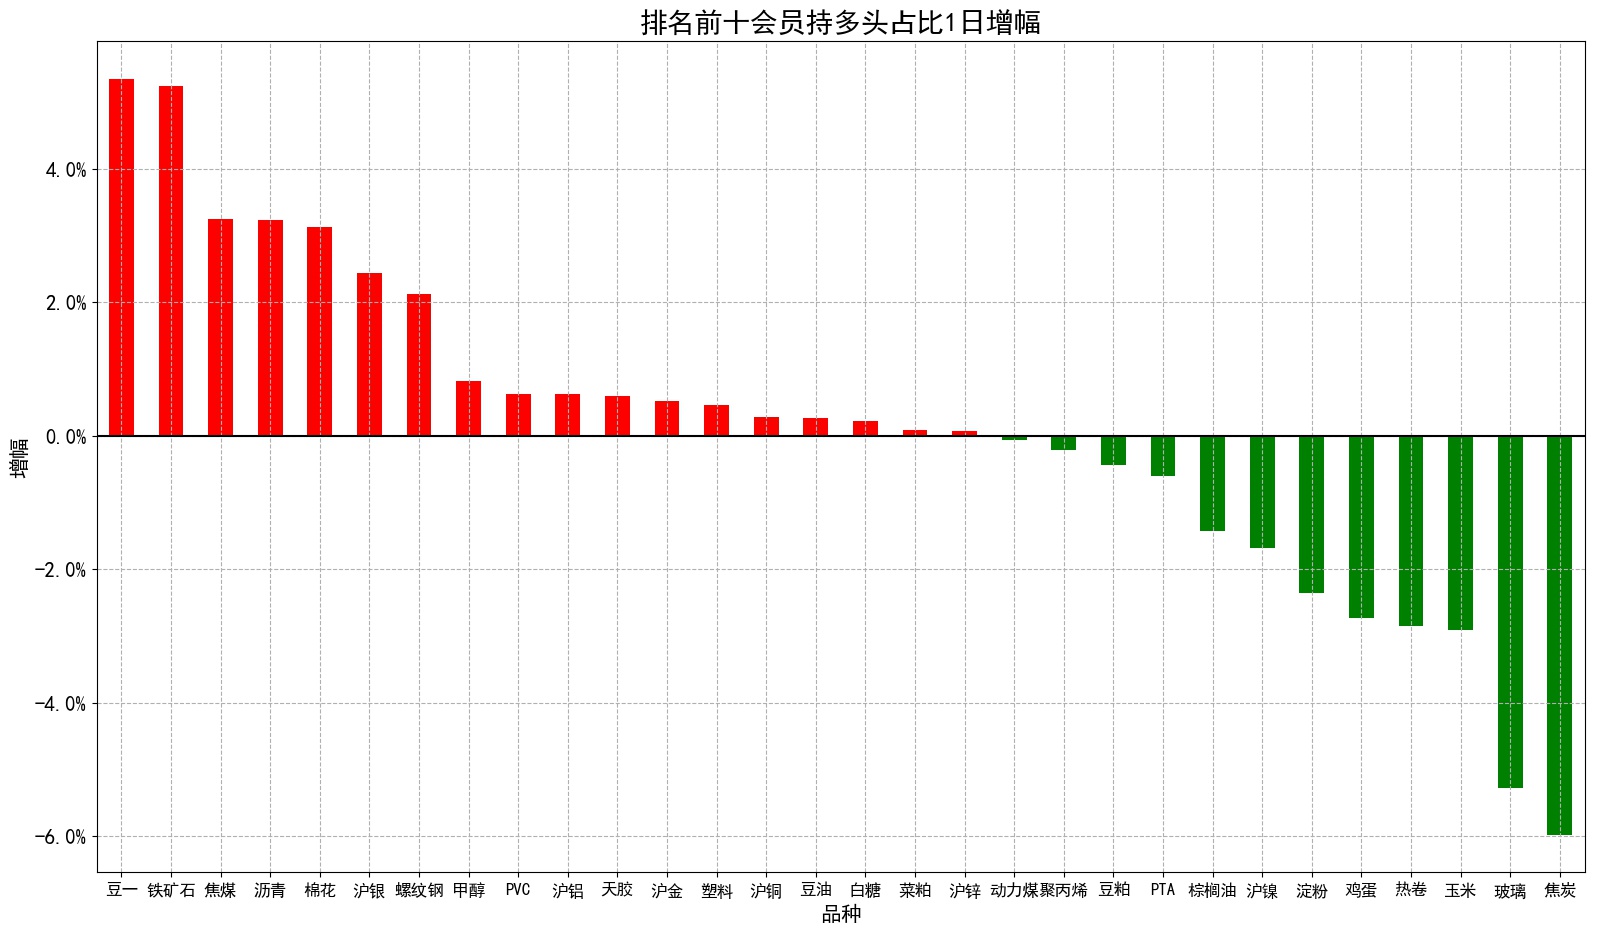 排名前十会员持多头占比1日增幅
增幅
4.0%
2.0%
0.0%
-2.0%
-4.0%
-6.0%
豆一 铁矿石 焦煤 沥青 棉花 沪银 螺纹钢 甲醇 PVC 沪铝 天胶 沪金 塑料 沪铜 豆油 白糖 菜粕 沪锌 动力煤 聚丙烯 豆粕 PTA 棕榈油 沪镍 淀粉 鸡蛋 热卷 玉米 玻璃 焦炭
品种